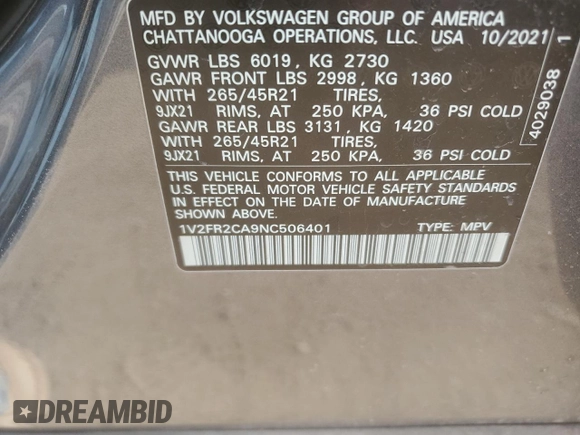 MFD BY VOLKSWAGEN GROUP OF AMERICA
CHATTANOOGA OPERATIONS, LLC. USA 10/2021
GVWR LBS 6019, KG 2730
GAWR FRONT LBS 2998, KG 1360
WITH 265/45R21 TIRES,
9JX21 RIMS, AT 250 KPA, 36 PSI COLD
GAWR REAR LBS 3131, KG 1420
WITH 265/45R21 TIRES,
9JX21 RIMS, AT 250 KPA, 36 PSI COLD
THIS VEHICLE CONFORMS TO ALL APPLICABLE
U.S. FEDERAL MOTOR VEHICLE SAFETY STANDARDS
IN EFFECT ON THE DATE OF MANUFACTURE
SHOWN ABOVE.
1V2FR2CA9NC506401 TYPE: MPV
4029038 1
DREAMBID